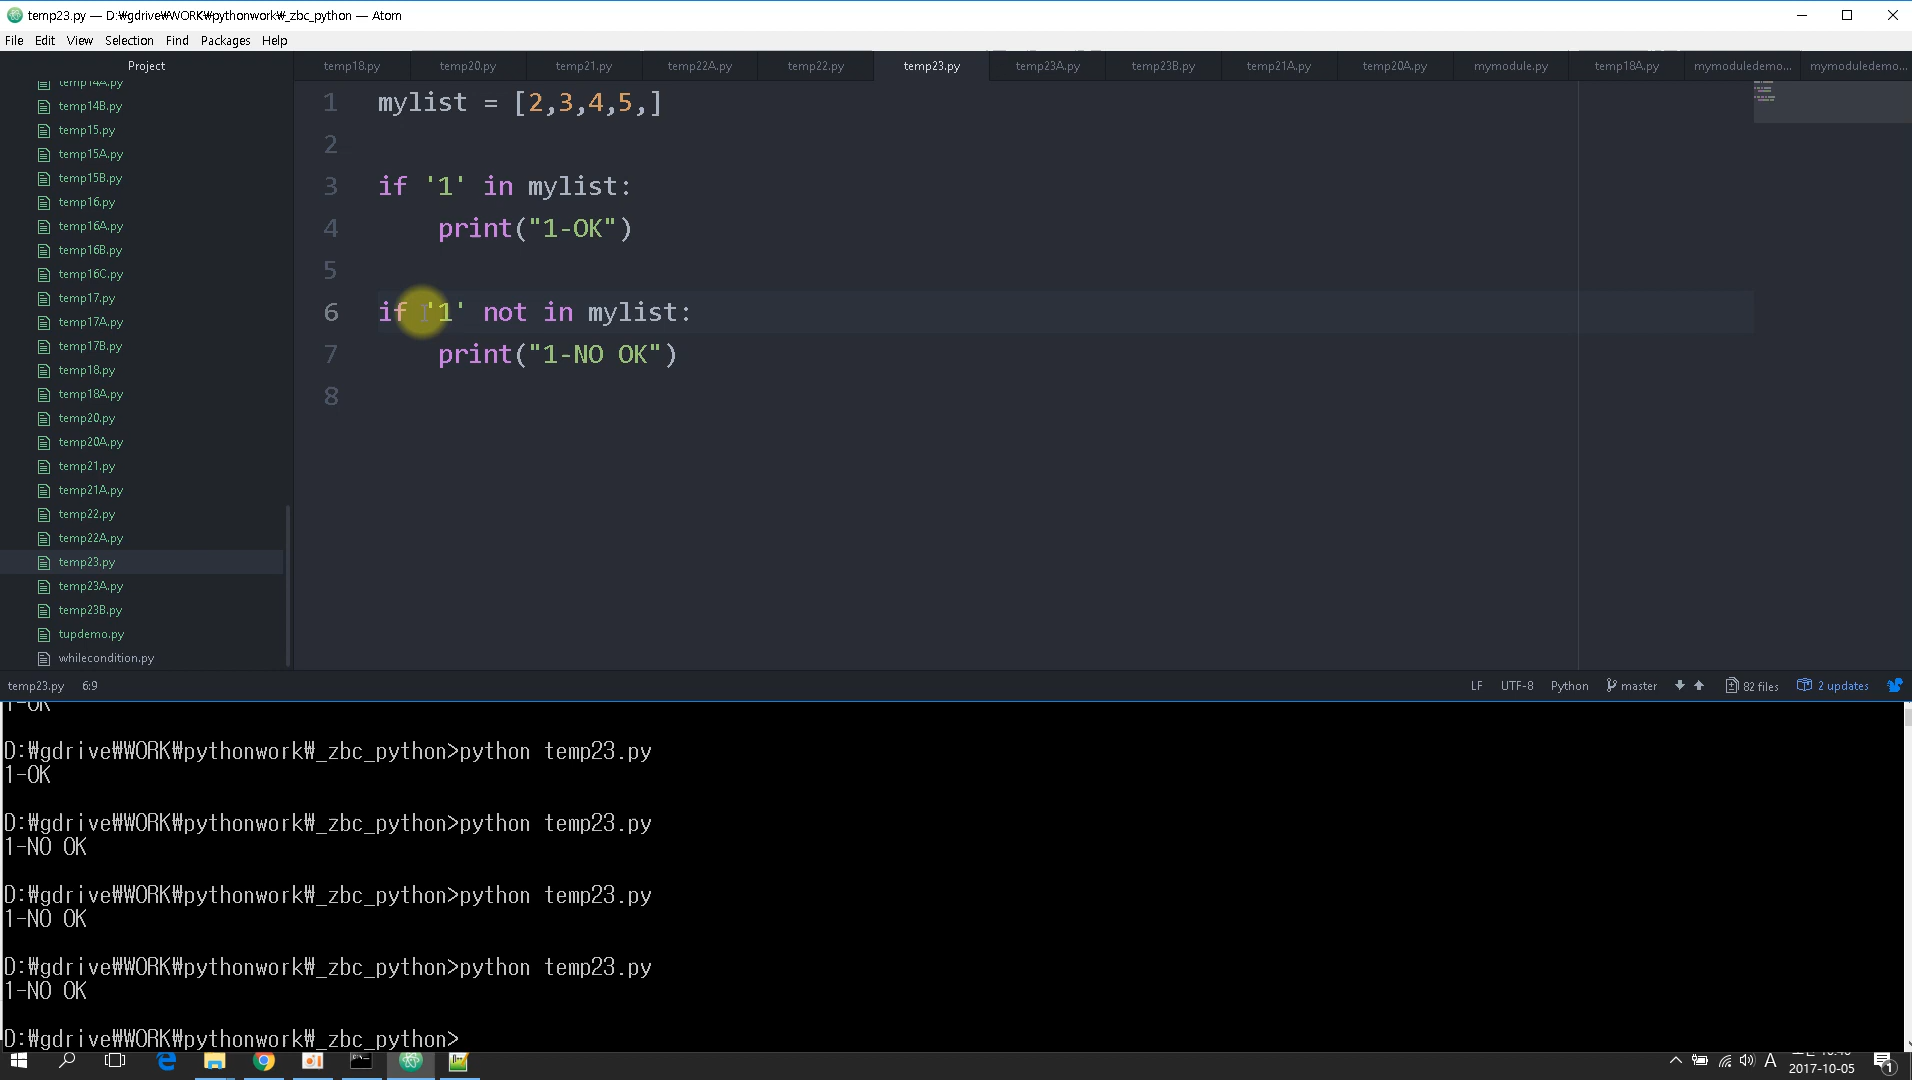 temp23.py — D:₩gdrive₩WORK₩pythonwork₩_zbc_python — Atom
File Edit View Selection Find Packages Help
Project
temp18.py temp20.py temp21.py temp22A.py temp22.py temp23.py temp23A.py temp23B.py temp21A.py temp20A.py mymodule.py temp18A.py mymoduledemo... mymoduledemo...
temp14A.py
temp14B.py
temp15.py
temp15A.py
temp15B.py
temp16.py
temp16A.py
temp16B.py
temp16C.py
temp17.py
temp17A.py
temp17B.py
temp18.py
temp18A.py
temp20.py
temp20A.py
temp21.py
temp21A.py
temp22.py
temp22A.py
temp23.py
temp23A.py
temp23B.py
tupdemo.py
whilecondition.py
1 mylist = [2,3,4,5,]
2
3 if '1' in mylist:
4 print("1-OK")
5
6 if '1' not in mylist:
7 print("1-NO OK")
8
temp23.py 6:9 LF UTF-8 Python master 82 files 2 updates
1-OK
D:₩gdrive₩WORK₩pythonwork₩_zbc_python>python temp23.py
1-OK
D:₩gdrive₩WORK₩pythonwork₩_zbc_python>python temp23.py
1-NO OK
D:₩gdrive₩WORK₩pythonwork₩_zbc_python>python temp23.py
1-NO OK
D:₩gdrive₩WORK₩pythonwork₩_zbc_python>python temp23.py
1-NO OK
D:₩gdrive₩WORK₩pythonwork₩_zbc_python>
A
2017-10-05
1